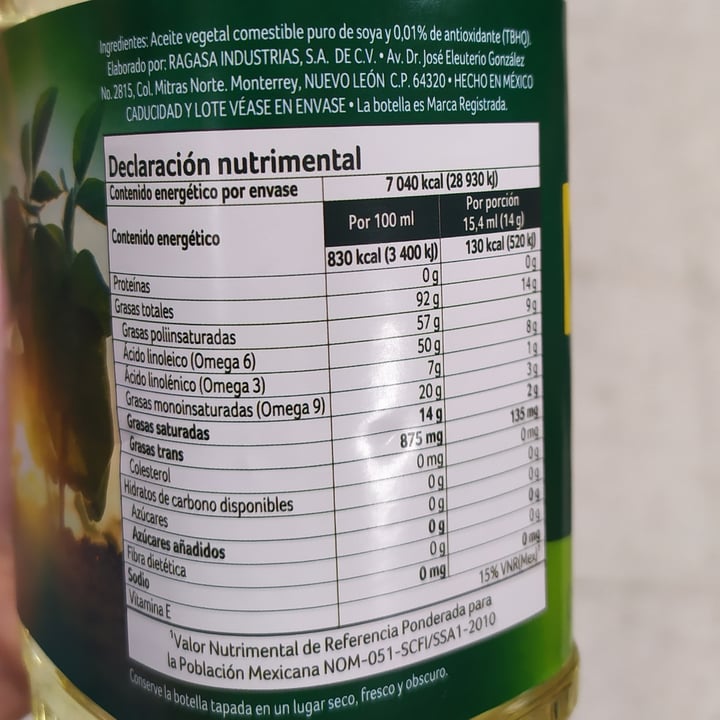 Ingredientes: Aceite vegetal comestible puro de soya y 0,01% de antioxidante (TBHQ).
Elaborado por: RAGASA INDUSTRIAS, S.A. DE C.V. • Av. Dr. José Eleuterio González
No. 2815, Col. Mitras Norte. Monterrey, NUEVO LEÓN C.P. 64320 • HECHO EN MÉXICO
CADUCIDAD Y LOTE VÉASE EN ENVASE • La botella es Marca Registrada.
Declaración nutrimental
Contenido energético por envase 7 040 kcal (28 930 kJ)
Por 100 ml Por porción
15,4 ml (14 g)
Contenido energético 830 kcal (3 400 kJ) 130 kcal (520 kJ)
Proteínas 0 g 0 g
Grasas totales 92 g 14 g
Grasas poliinsaturadas 57 g 9 g
Ácido linoleico (Omega 6) 50 g 8 g
Ácido linolénico (Omega 3) 7 g 1 g
Grasas monoinsaturadas (Omega 9) 20 g 3 g
Grasas saturadas 14 g 2 g
Grasas trans 875 mg 135 mg
Colesterol 0 mg 0 mg
Hidratos de carbono disponibles 0 g 0 g
Azúcares 0 g 0 g
Azúcares añadidos 0 g 0 g
Fibra dietética 0 g 0 g
Sodio 0 mg 0 mg
Vitamina E 15% VNR(Mex)¹
¹Valor Nutrimental de Referencia Ponderada para
la Población Mexicana NOM-051-SCFI/SSA1-2010
Conserve la botella tapada en un lugar seco, fresco y obscuro.